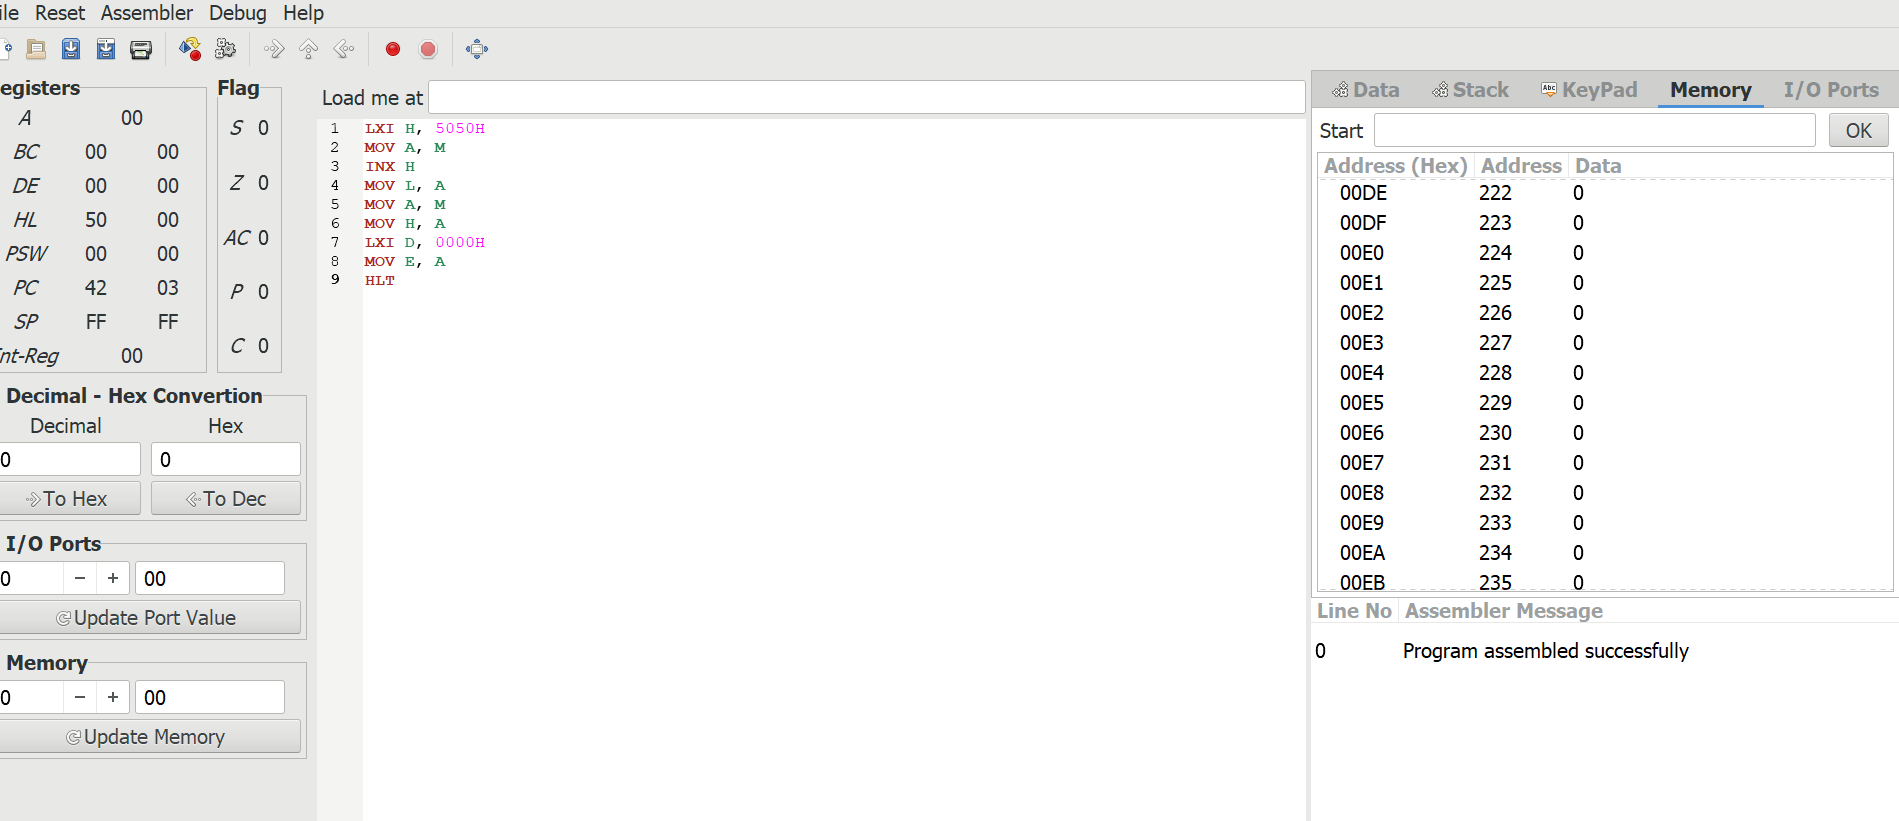 ile Reset Assembler Debug Help
egisters
A 00
BC 00 00
DE 00 00
HL 50 00
PSW 00 00
PC 42 03
SP FF FF
Int-Reg 00
Flag
S 0
Z 0
AC 0
P 0
C 0
Decimal - Hex Convertion
Decimal Hex
0 0
To Hex To Dec
I/O Ports
0 − + 00
Update Port Value
Memory
0 − + 00
Update Memory
Load me at
1 LXI H, 5050H
2 MOV A, M
3 INX H
4 MOV L, A
5 MOV A, M
6 MOV H, A
7 LXI D, 0000H
8 MOV E, A
9 HLT
Data Stack Abc KeyPad Memory I/O Ports
Start OK
Address (Hex) Address Data
00DE 222 0
00DF 223 0
00E0 224 0
00E1 225 0
00E2 226 0
00E3 227 0
00E4 228 0
00E5 229 0
00E6 230 0
00E7 231 0
00E8 232 0
00E9 233 0
00EA 234 0
00EB 235 0
Line No Assembler Message
0 Program assembled successfully